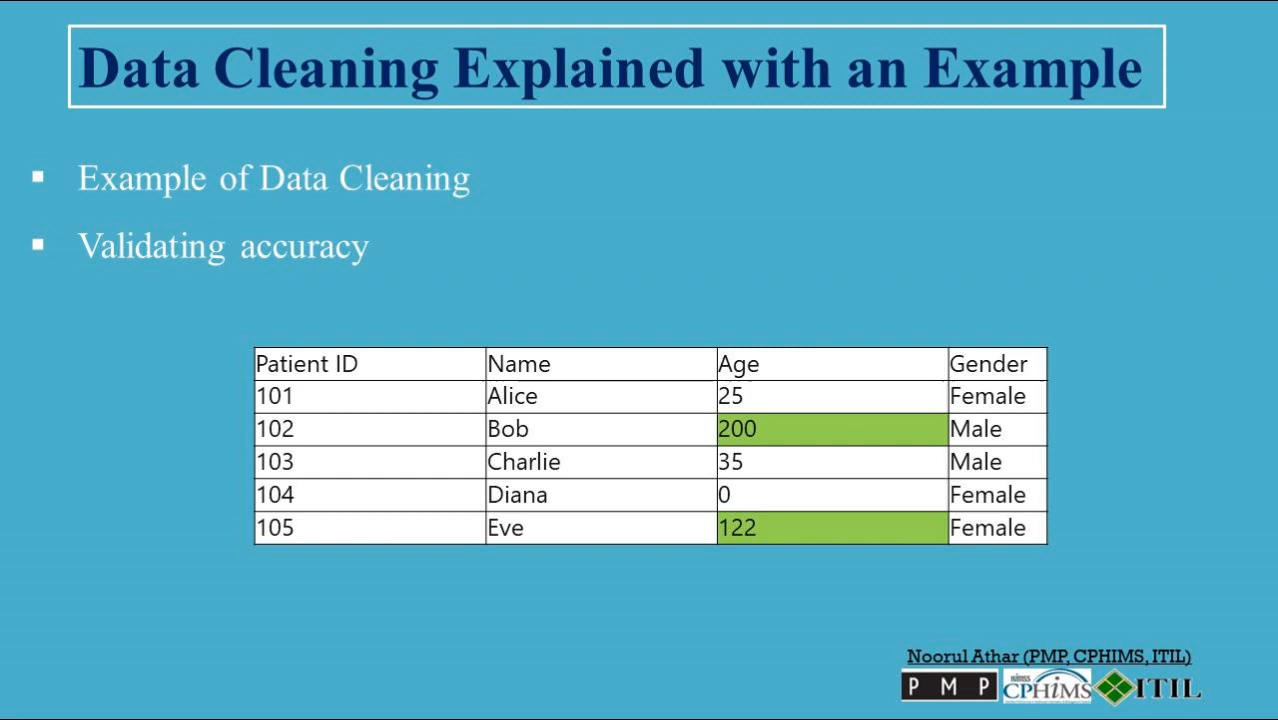 Data Cleaning Explained with an Example
Example of Data Cleaning
Validating accuracy
Patient ID Name Age Gender
101 Alice 25 Female
102 Bob 200 Male
103 Charlie 35 Male
104 Diana 0 Female
105 Eve 122 Female
Noorul Athar (PMP, CPHIMS, ITIL)
PMP himss CPHIMS ITIL